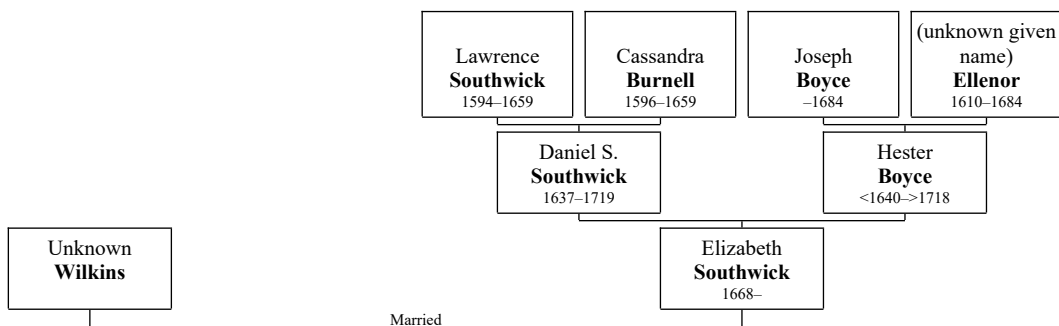 Lawrence
Southwick
1594–1659
Cassandra
Burnell
1596–1659
Joseph
Boyce
–1684
(unknown given
name)
Ellenor
1610–1684
Daniel S.
Southwick
1637–1719
Hester
Boyce
<1640–>1718
Unknown
Wilkins
Elizabeth
Southwick
1668–
Married